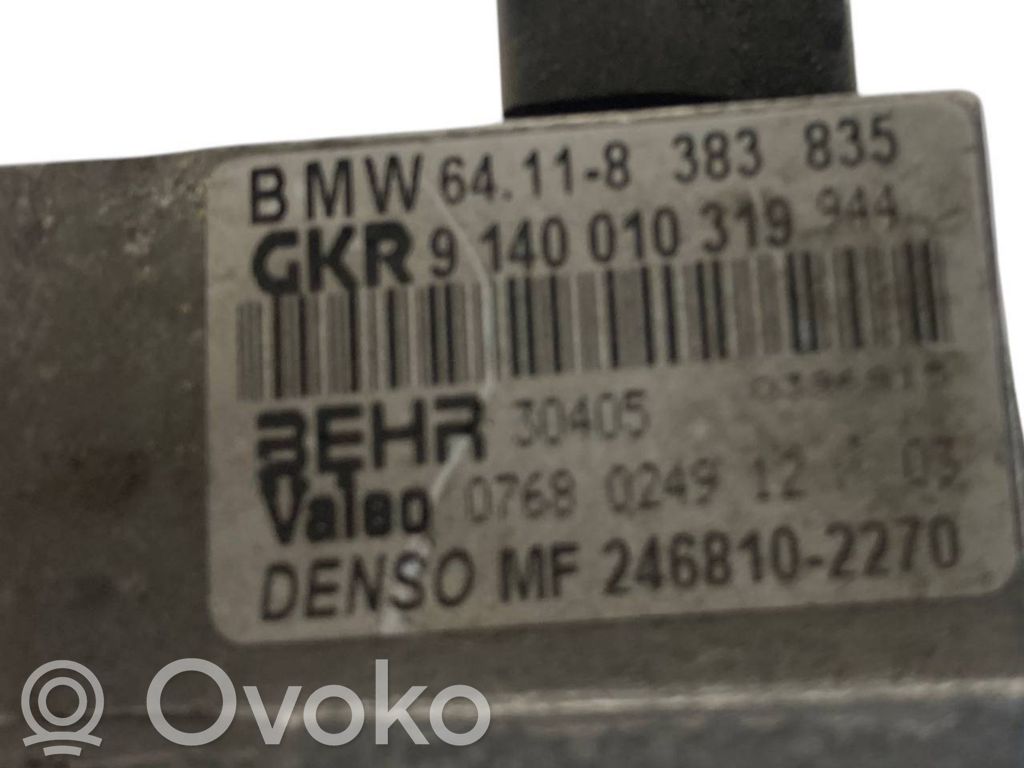 BMW 64.11-8 383 835
GKR 9 140 010 319 944
BEHR 30405
Valeo 0768 0249 12 03
DENSO MF 246810-2270
Ovoko